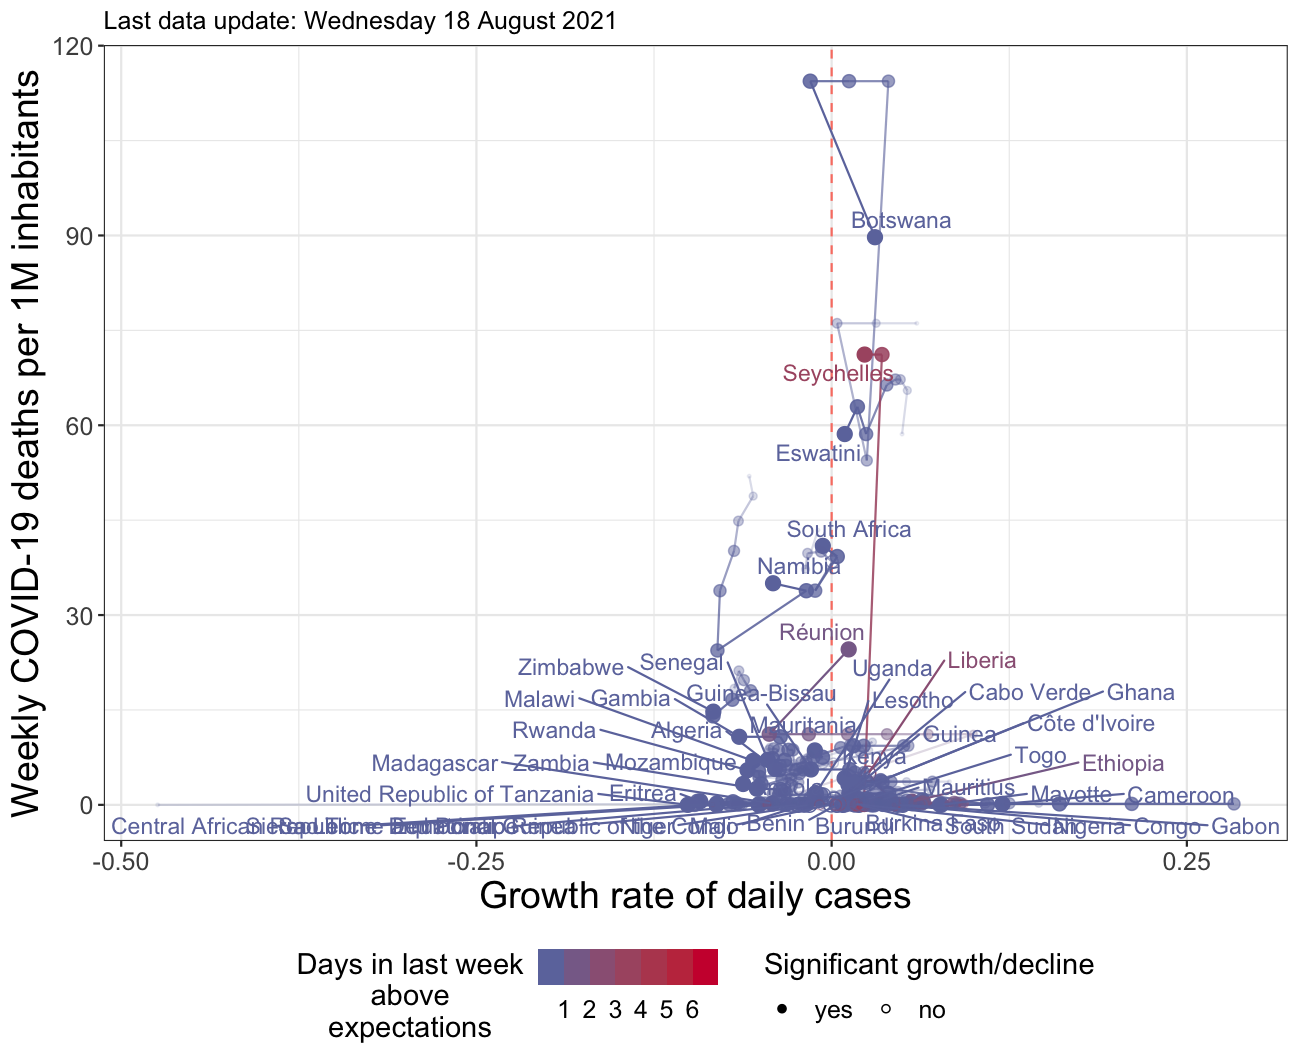 Last data update: Wednesday 18 August 2021
Weekly COVID-19 deaths per 1M inhabitants
120
90
60
30
0
Botswana
Seychelles
Eswatini
South Africa
Namibia
Réunion
Zimbabwe
Senegal
Uganda
Liberia
Malawi
Gambia
Guinea-Bissau
Lesotho
Cabo Verde
Ghana
Rwanda
Algeria
Mauritania
Guinea
Côte d'Ivoire
Madagascar
Zambia
Mozambique
Kenya
Togo
Ethiopia
United Republic of Tanzania
Eritrea
Mauritius
Mayotte
Cameroon
Central African
Niger
Benin
Burundi
Burkina Faso
South Sudan
Nigeria
Congo
Gabon
-0.50
-0.25
0.00
0.25
Growth rate of daily cases
Days in last week
above
expectations
1 2 3 4 5 6
Significant growth/decline
yes
no